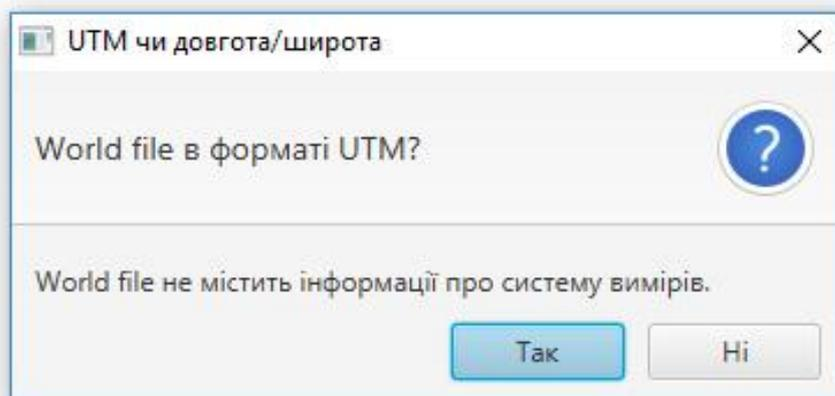 UTM чи довгота/широта
World file в форматі UTM?
?
World file не містить інформації про систему вимірів.
Так
Ні